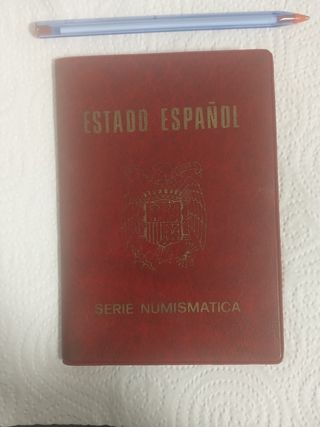 ESTADO ESPAÑOL
SERIE NUMISMATICA